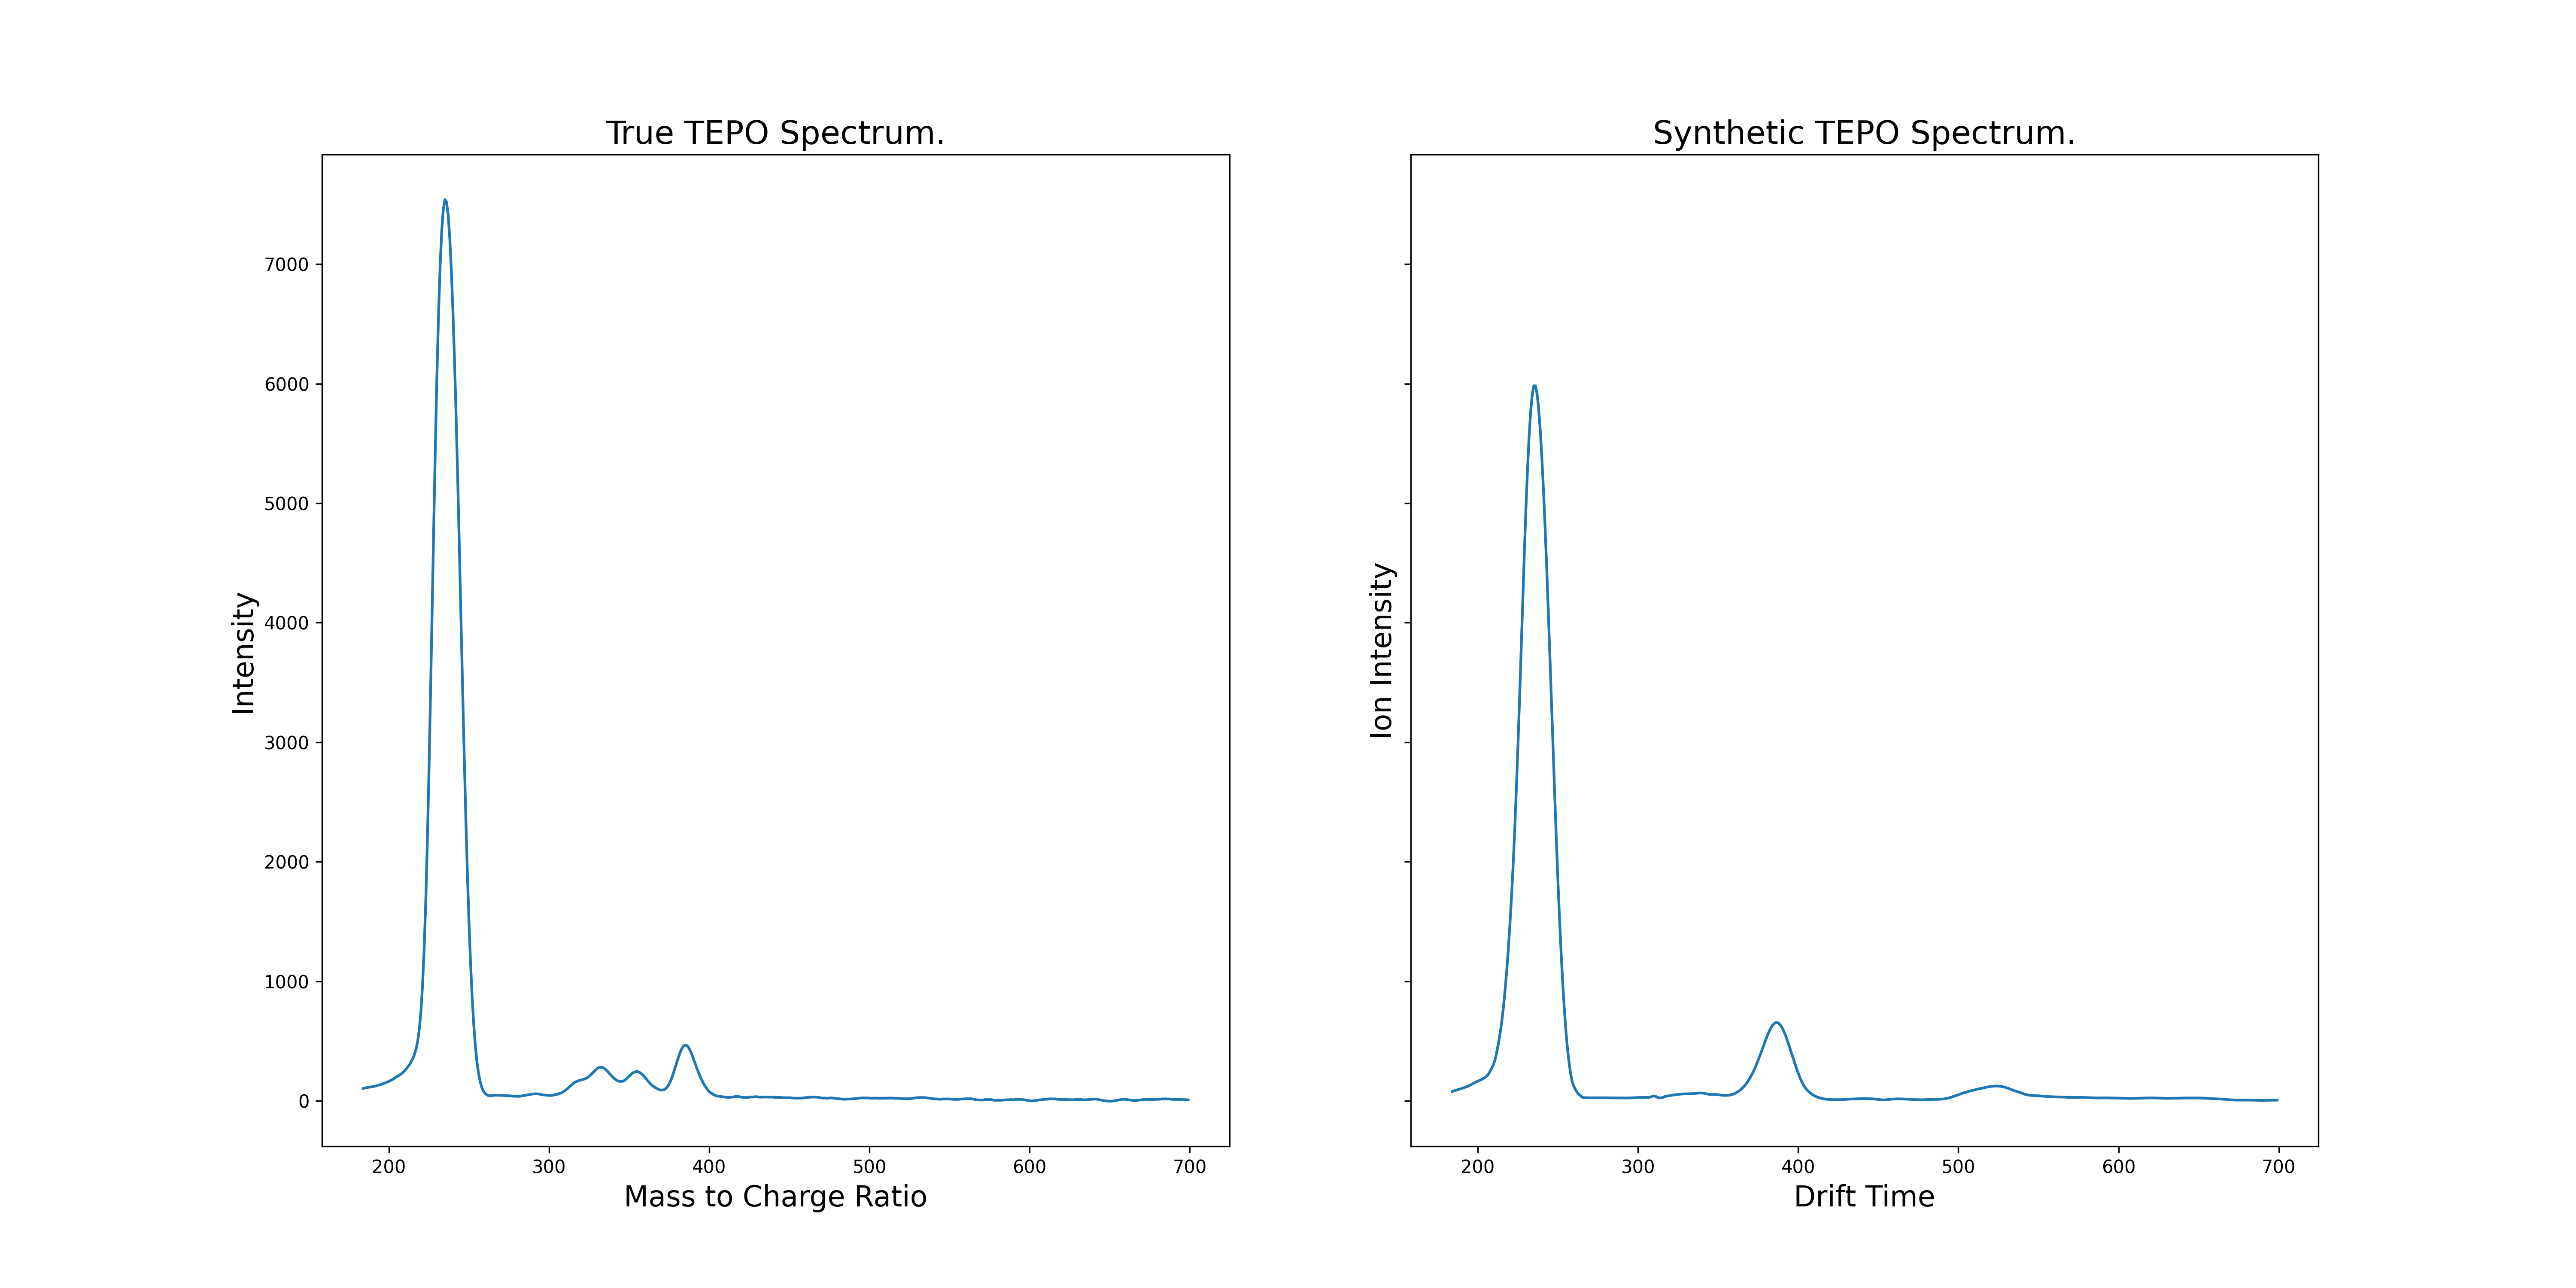 True TEPO Spectrum.
Intensity
7000
6000
5000
4000
3000
2000
1000
0
200 300 400 500 600 700
Mass to Charge Ratio
Synthetic TEPO Spectrum.
Ion Intensity
200 300 400 500 600 700
Drift Time